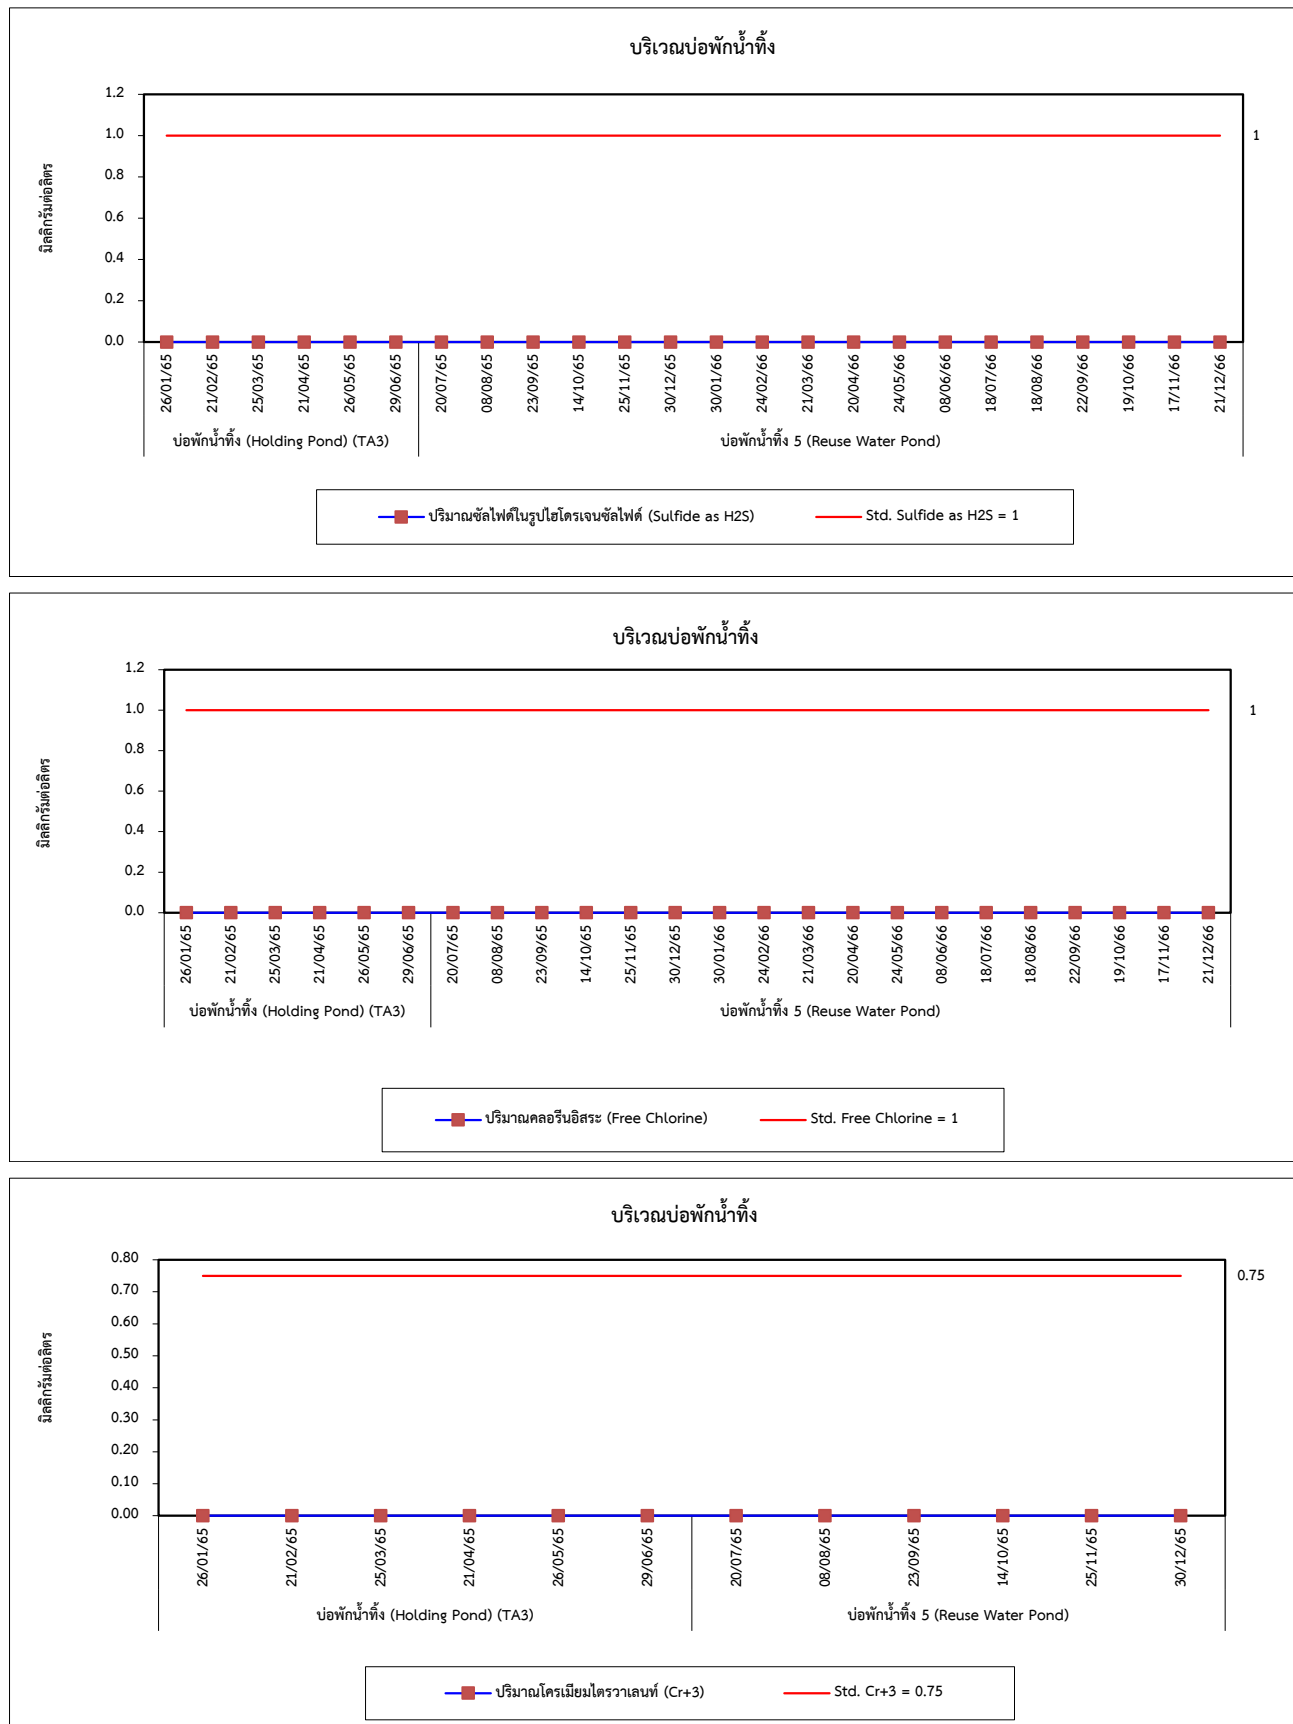 บริเวณบ่อพักน้ำทิ้ง
มิลลิกรัมต่อลิตร
1.2
1.0
0.8
0.6
0.4
0.2
0.0
1
26/01/65 21/02/65 25/03/65 21/04/65 26/05/65 29/06/65 20/07/65 08/08/65 23/09/65 14/10/65 25/11/65 30/12/65 30/01/66 24/02/66 21/03/66 20/04/66 24/05/66 08/06/66 18/07/66 18/08/66 22/09/66 19/10/66 17/11/66 21/12/66
บ่อพักน้ำทิ้ง (Holding Pond) (TA3) บ่อพักน้ำทิ้ง 5 (Reuse Water Pond)
ปริมาณซัลไฟด์ในรูปไฮโดรเจนซัลไฟด์ (Sulfide as H2S) Std. Sulfide as H2S = 1
บริเวณบ่อพักน้ำทิ้ง
มิลลิกรัมต่อลิตร
1.2
1.0
0.8
0.6
0.4
0.2
0.0
1
26/01/65 21/02/65 25/03/65 21/04/65 26/05/65 29/06/65 20/07/65 08/08/65 23/09/65 14/10/65 25/11/65 30/12/65 30/01/66 24/02/66 21/03/66 20/04/66 24/05/66 08/06/66 18/07/66 18/08/66 22/09/66 19/10/66 17/11/66 21/12/66
บ่อพักน้ำทิ้ง (Holding Pond) (TA3) บ่อพักน้ำทิ้ง 5 (Reuse Water Pond)
ปริมาณคลอรีนอิสระ (Free Chlorine) Std. Free Chlorine = 1
บริเวณบ่อพักน้ำทิ้ง
มิลลิกรัมต่อลิตร
0.80
0.70
0.60
0.50
0.40
0.30
0.20
0.10
0.00
0.75
26/01/65 21/02/65 25/03/65 21/04/65 26/05/65 29/06/65 20/07/65 08/08/65 23/09/65 14/10/65 25/11/65 30/12/65
บ่อพักน้ำทิ้ง (Holding Pond) (TA3) บ่อพักน้ำทิ้ง 5 (Reuse Water Pond)
ปริมาณโครเมียมไตรวาเลนท์ (Cr+3) Std. Cr+3 = 0.75